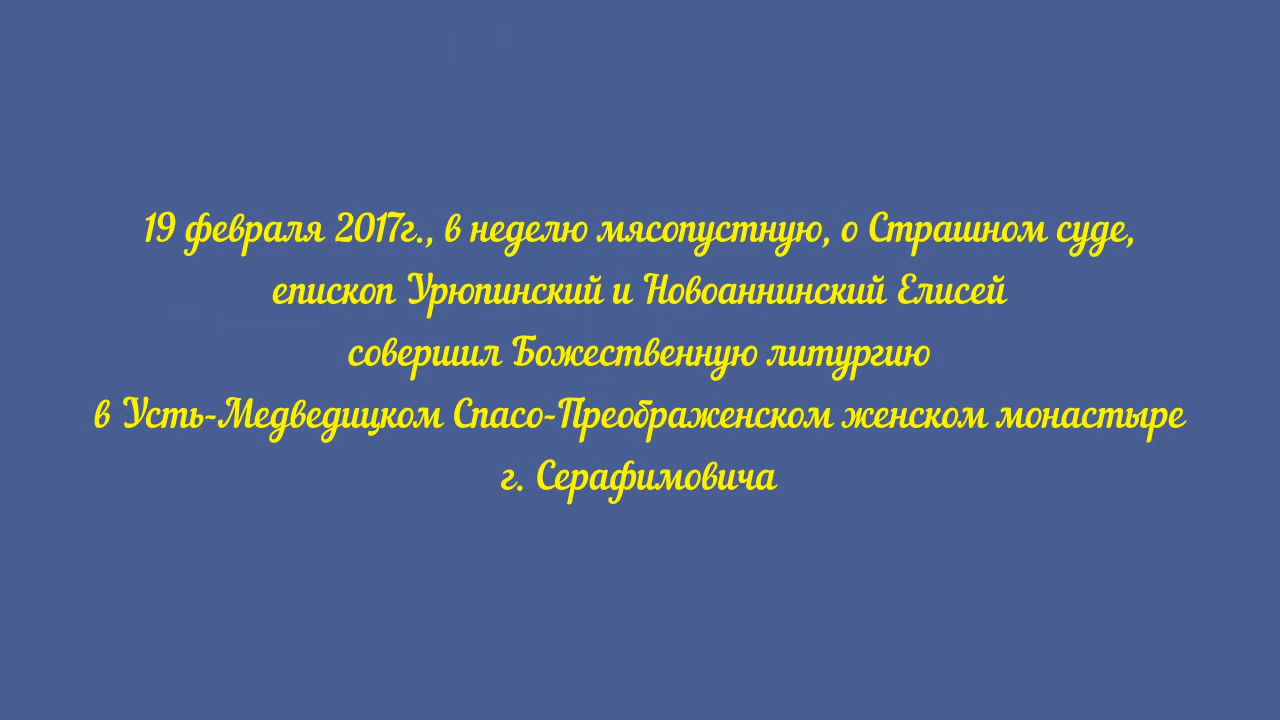 19 февраля 2017г., в неделю мясопустную, о Страшном суде,
епископ Урюпинский и Новоаннинский Елисей
совершил Божественную литургию
в Усть-Медведицком Спасо-Преображенском женском монастыре
г. Серафимовича